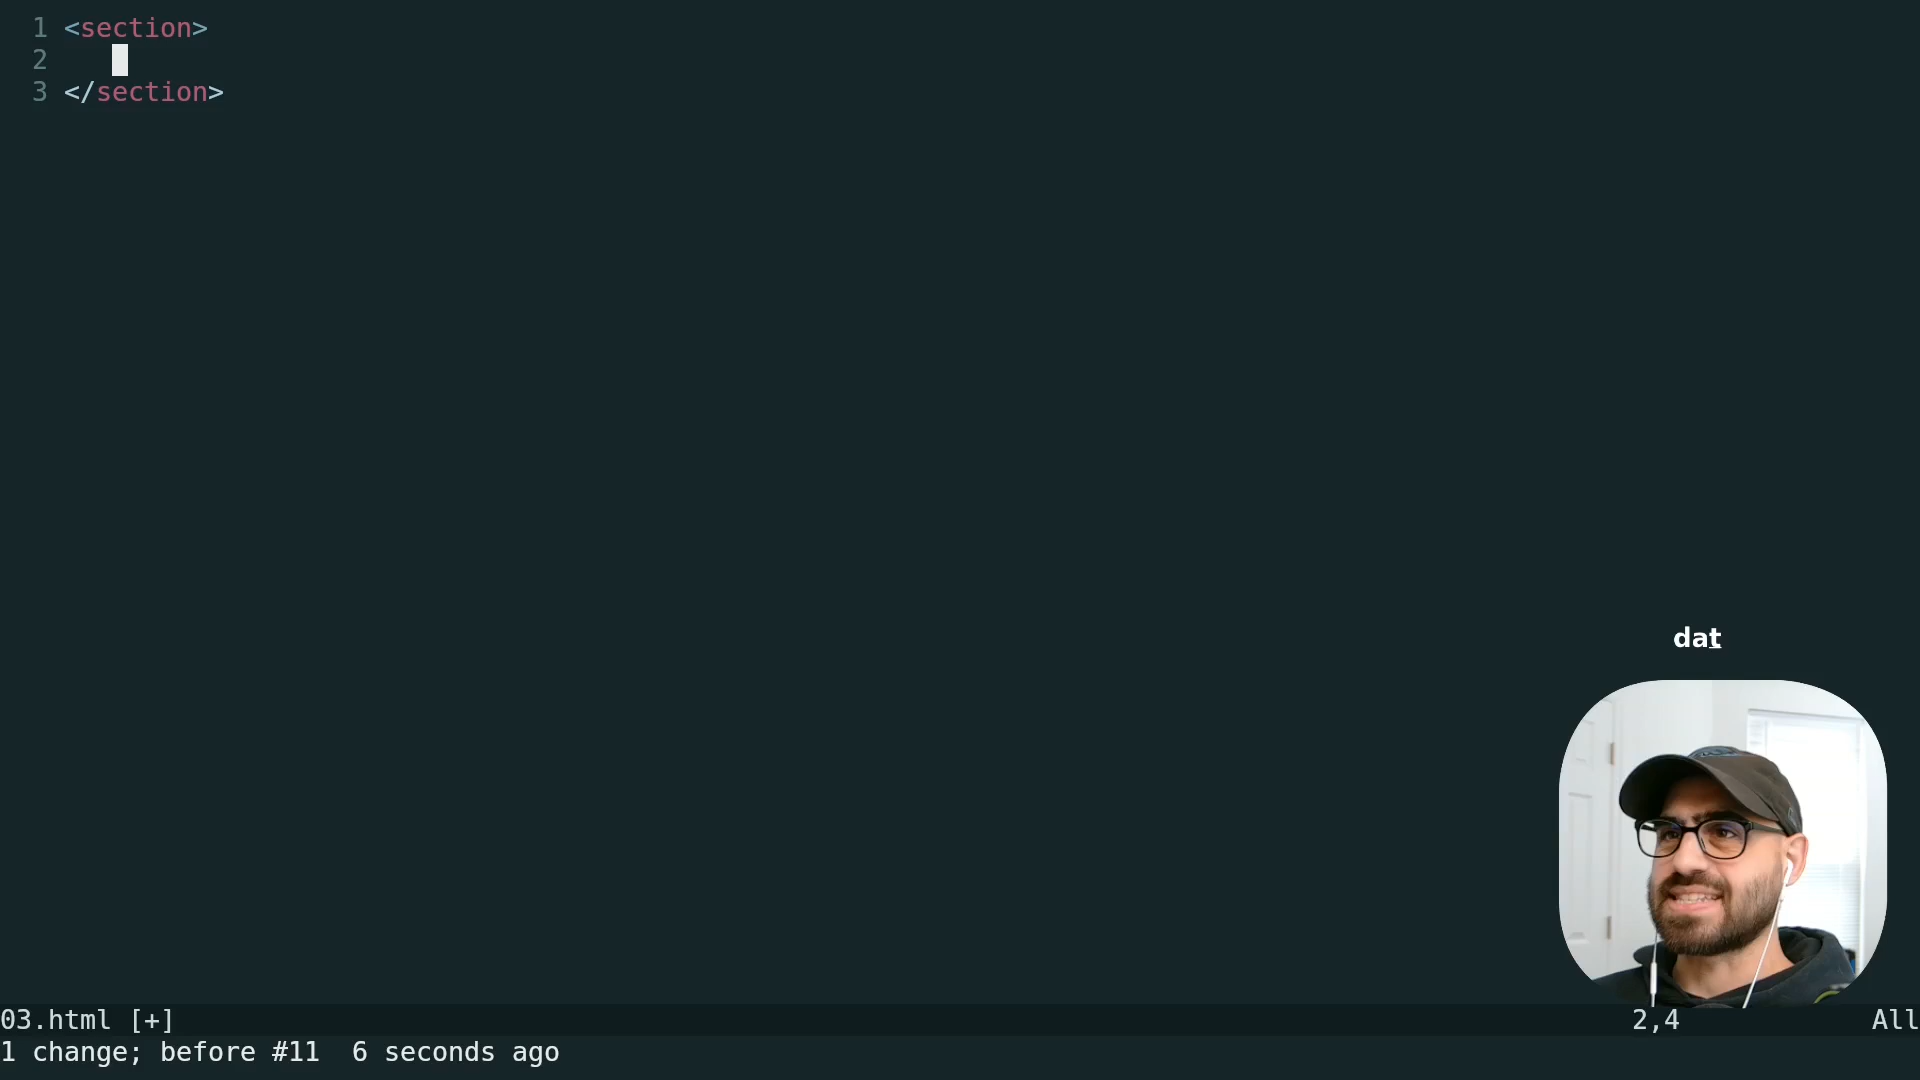 1 <section>
2
3 </section>
dat
03.html [+] 2,4 All
1 change; before #11  6 seconds ago